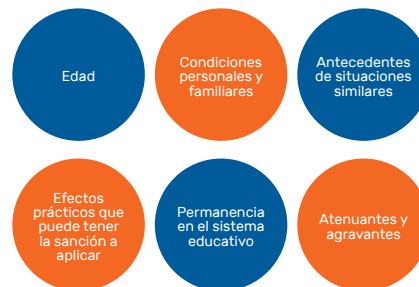 Edad
Condiciones
personales y
familiares
Antecedentes
de situaciones
similares
Efectos
prácticos que
puede tener
la sanción a
aplicar
Permanencia
en el sistema
educativo
Atenuantes y
agravantes